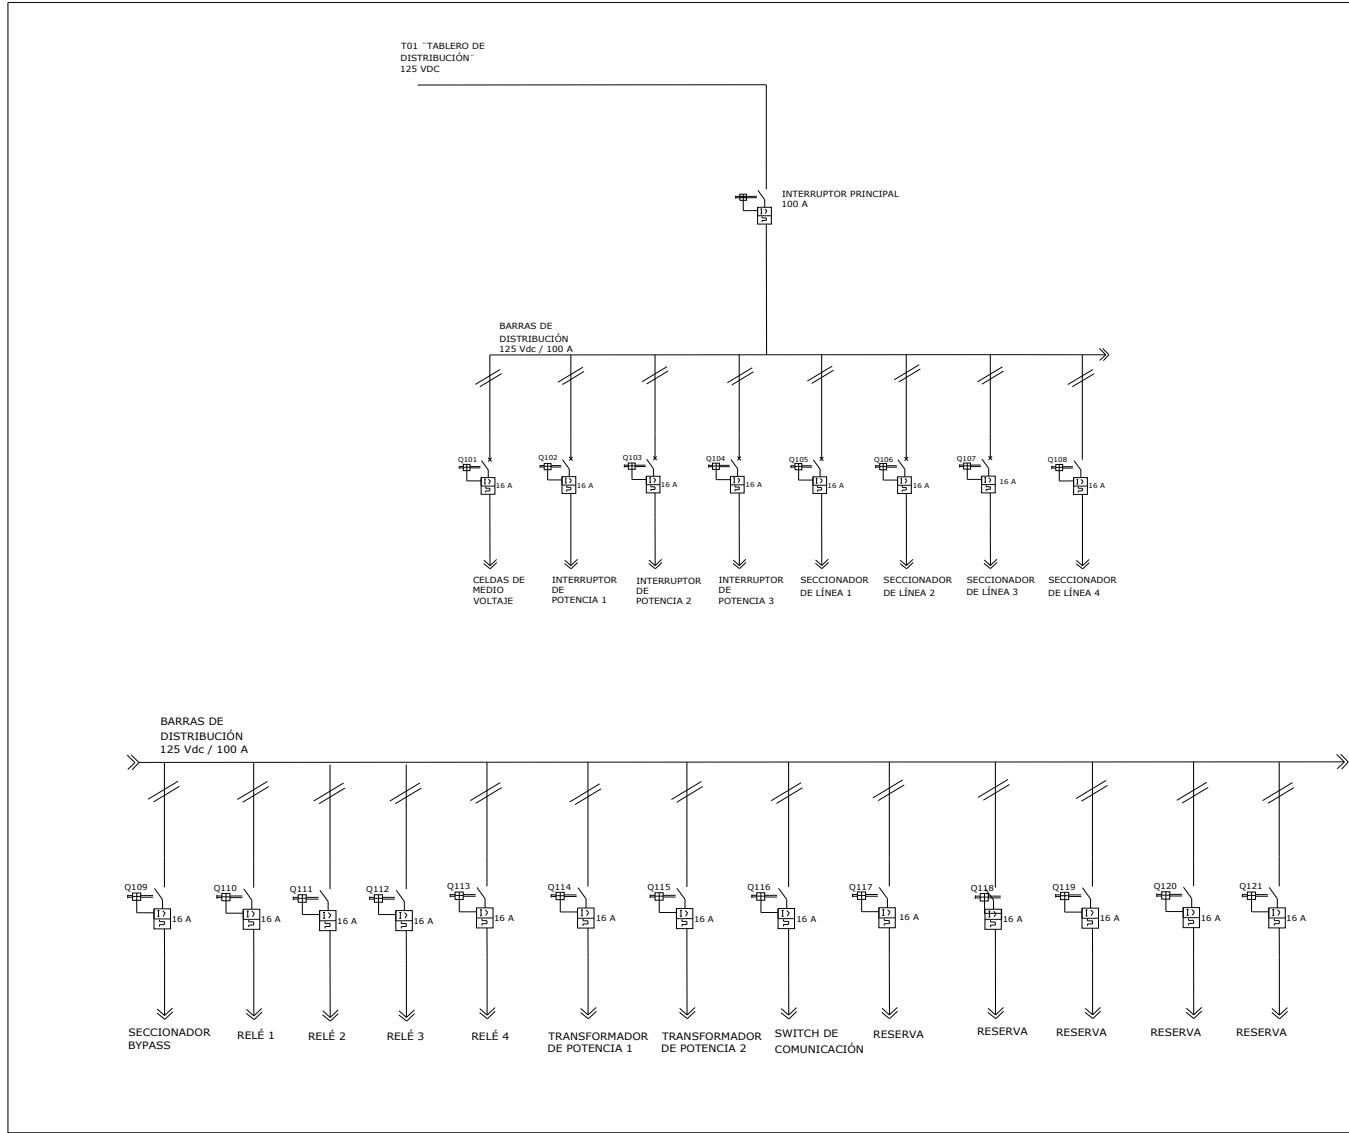 T01 ¨TABLERO DE
DISTRIBUCIÓN¨
125 VDC
INTERRUPTOR PRINCIPAL
100 A
BARRAS DE
DISTRIBUCIÓN
125 Vdc / 100 A
Q101
Q102
Q103
Q104
Q105
Q106
Q107
Q108
16 A
16 A
16 A
16 A
16 A
16 A
16 A
16 A
CELDAS DE
MEDIO
VOLTAJE
INTERRUPTOR
DE
POTENCIA 1
INTERRUPTOR
DE
POTENCIA 2
INTERRUPTOR
DE
POTENCIA 3
SECCIONADOR
DE LÍNEA 1
SECCIONADOR
DE LÍNEA 2
SECCIONADOR
DE LÍNEA 3
SECCIONADOR
DE LÍNEA 4
BARRAS DE
DISTRIBUCIÓN
125 Vdc / 100 A
Q109
Q110
Q111
Q112
Q113
Q114
Q115
Q116
Q117
Q118
Q119
Q120
Q121
16 A
16 A
16 A
16 A
16 A
16 A
16 A
16 A
16 A
16 A
16 A
16 A
16 A
SECCIONADOR
BYPASS
RELÉ 1
RELÉ 2
RELÉ 3
RELÉ 4
TRANSFORMADOR
DE POTENCIA 1
TRANSFORMADOR
DE POTENCIA 2
SWITCH DE
COMUNICACIÓN
RESERVA
RESERVA
RESERVA
RESERVA
RESERVA